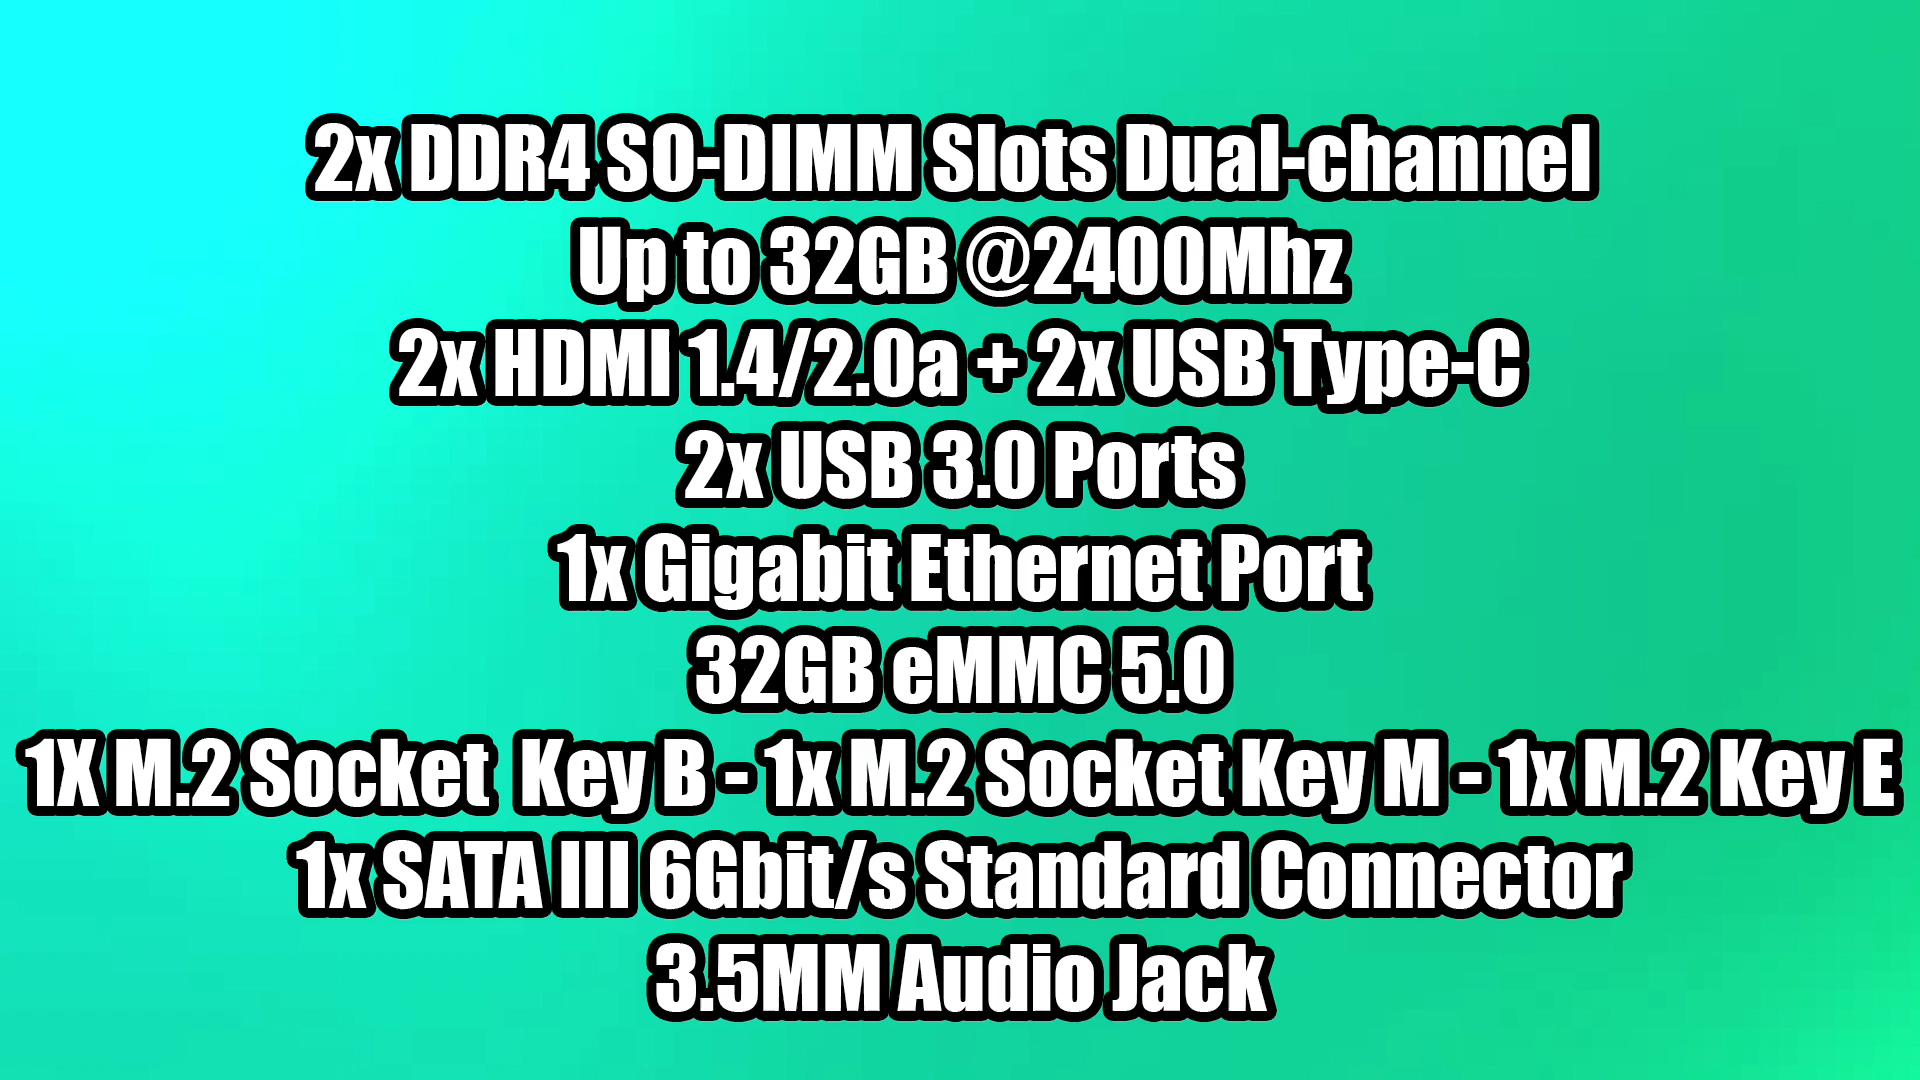 2x DDR4 SO-DIMM Slots Dual-channel
Up to 32GB @2400Mhz
2x HDMI 1.4/2.0a + 2x USB Type-C
2x USB 3.0 Ports
1x Gigabit Ethernet Port
32GB eMMC 5.0
1X M.2 Socket  Key B - 1x M.2 Socket Key M - 1x M.2 Key E
1x SATA III 6Gbit/s Standard Connector
3.5MM Audio Jack